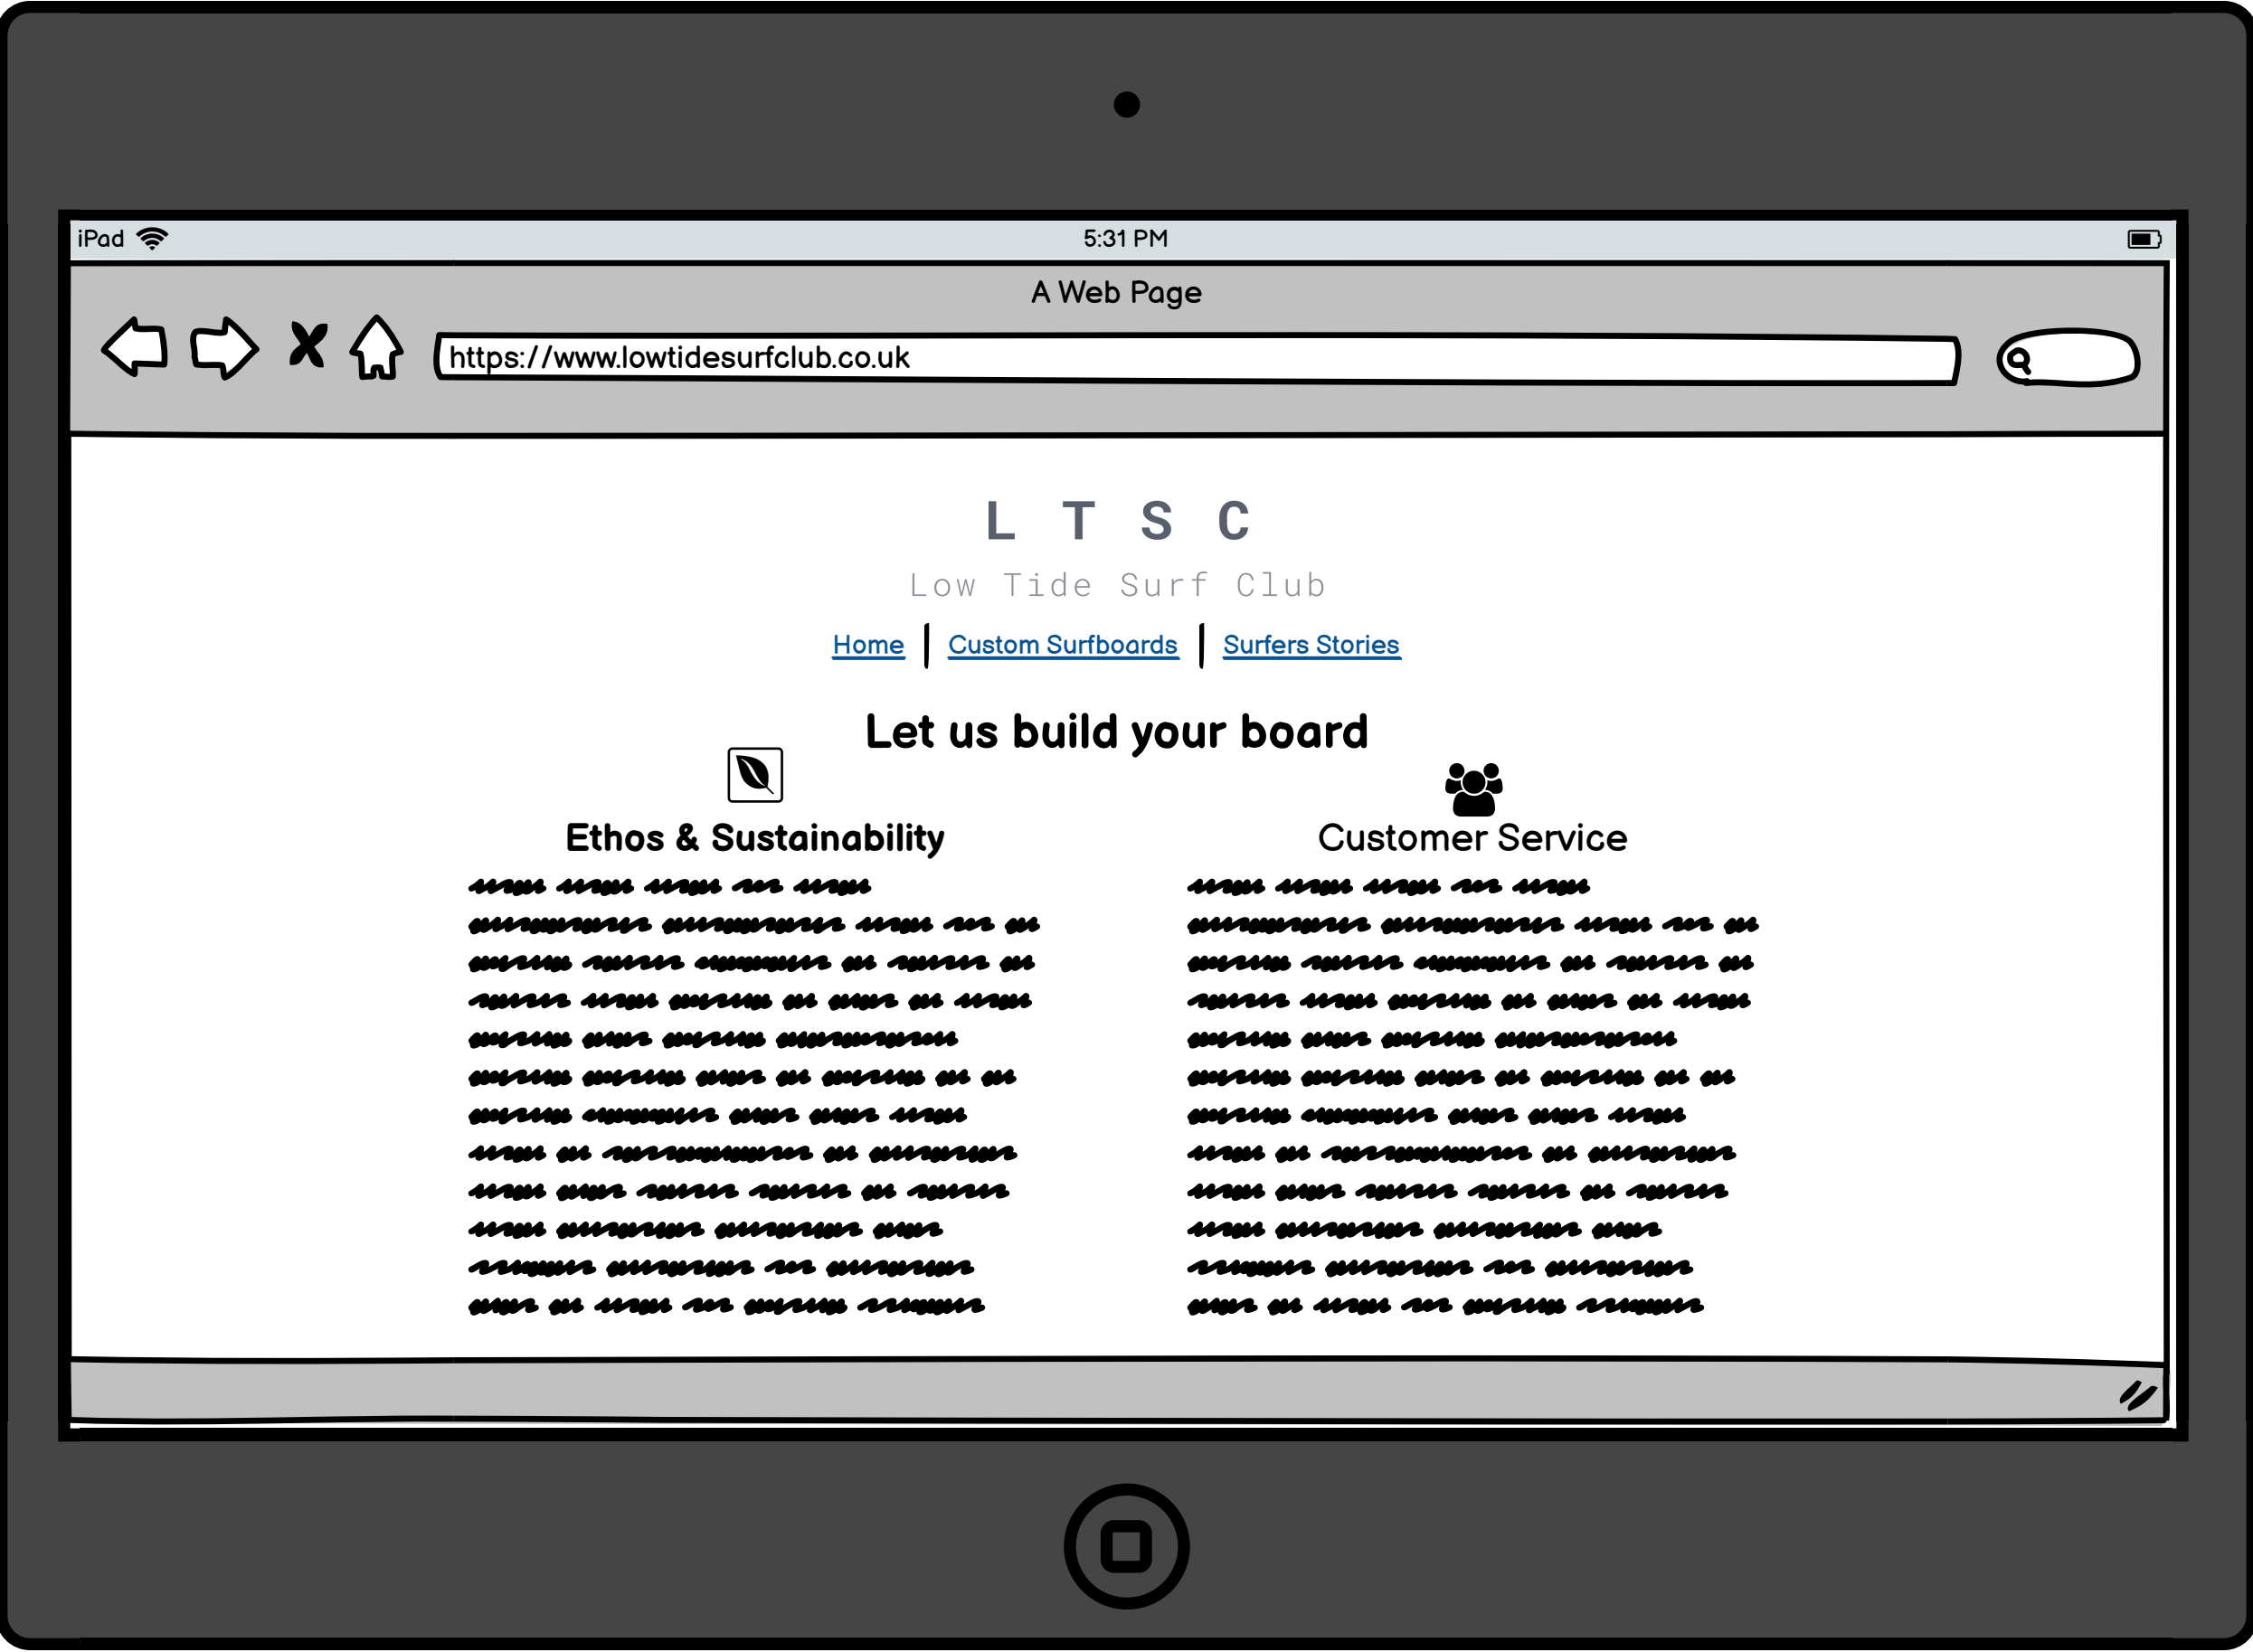 iPad 5:31 PM
A Web Page
https://www.lowtidesurfclub.co.uk
L T S C
Low Tide Surf Club
Home | Custom Surfboards | Surfers Stories
Let us build your board
Ethos & Sustainability
Customer Service